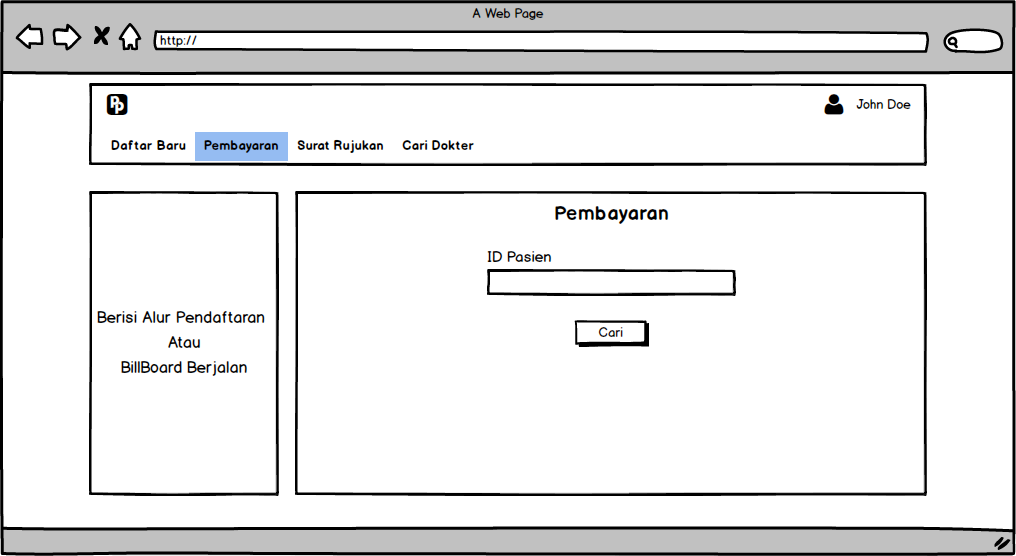 A Web Page
http://
Pp
John Doe
Daftar Baru Pembayaran Surat Rujukan Cari Dokter
Pembayaran
ID Pasien
Cari
Berisi Alur Pendaftaran
Atau
BillBoard Berjalan